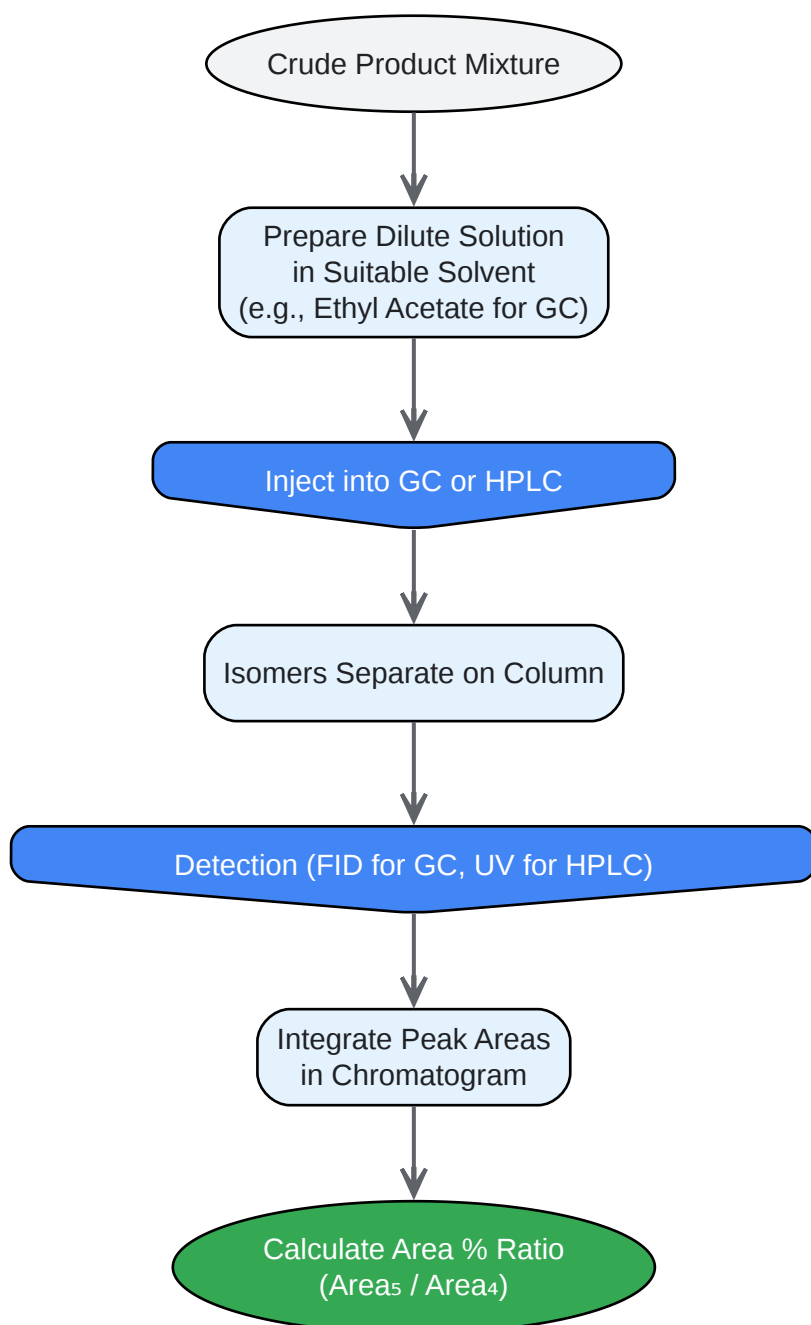 Crude Product Mixture
Prepare Dilute Solution
in Suitable Solvent
(e.g., Ethyl Acetate for GC)
Inject into GC or HPLC
Isomers Separate on Column
Detection (FID for GC, UV for HPLC)
Integrate Peak Areas
in Chromatogram
Calculate Area % Ratio
(Area₅ / Area₄)